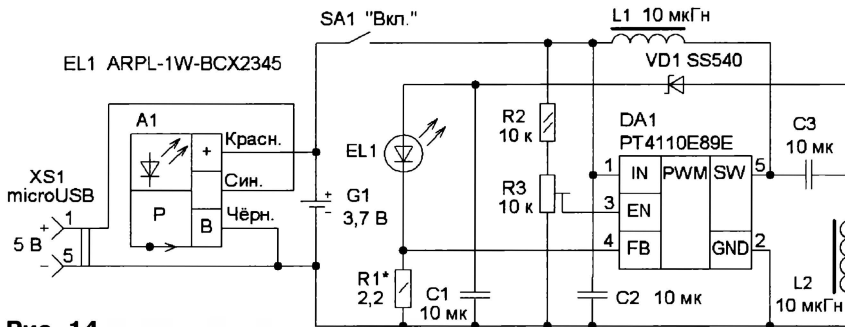 SA1 "Вкл."
L1 10 мкГн
EL1 ARPL-1W-BCX2345
VD1 SS540
A1
+
Красн.
Син.
P
B
Чёрн.
XS1
microUSB
+ 1
5 В
– 5
G1
3,7 В
+
EL1
R1*
2,2
C1
10 мк
R2
10 к
R3
10 к
DA1
PT4110E89E
1 IN PWM SW 5
3 EN
4 FB GND 2
C3
10 мк
C2 10 мк
L2
10 мкГн